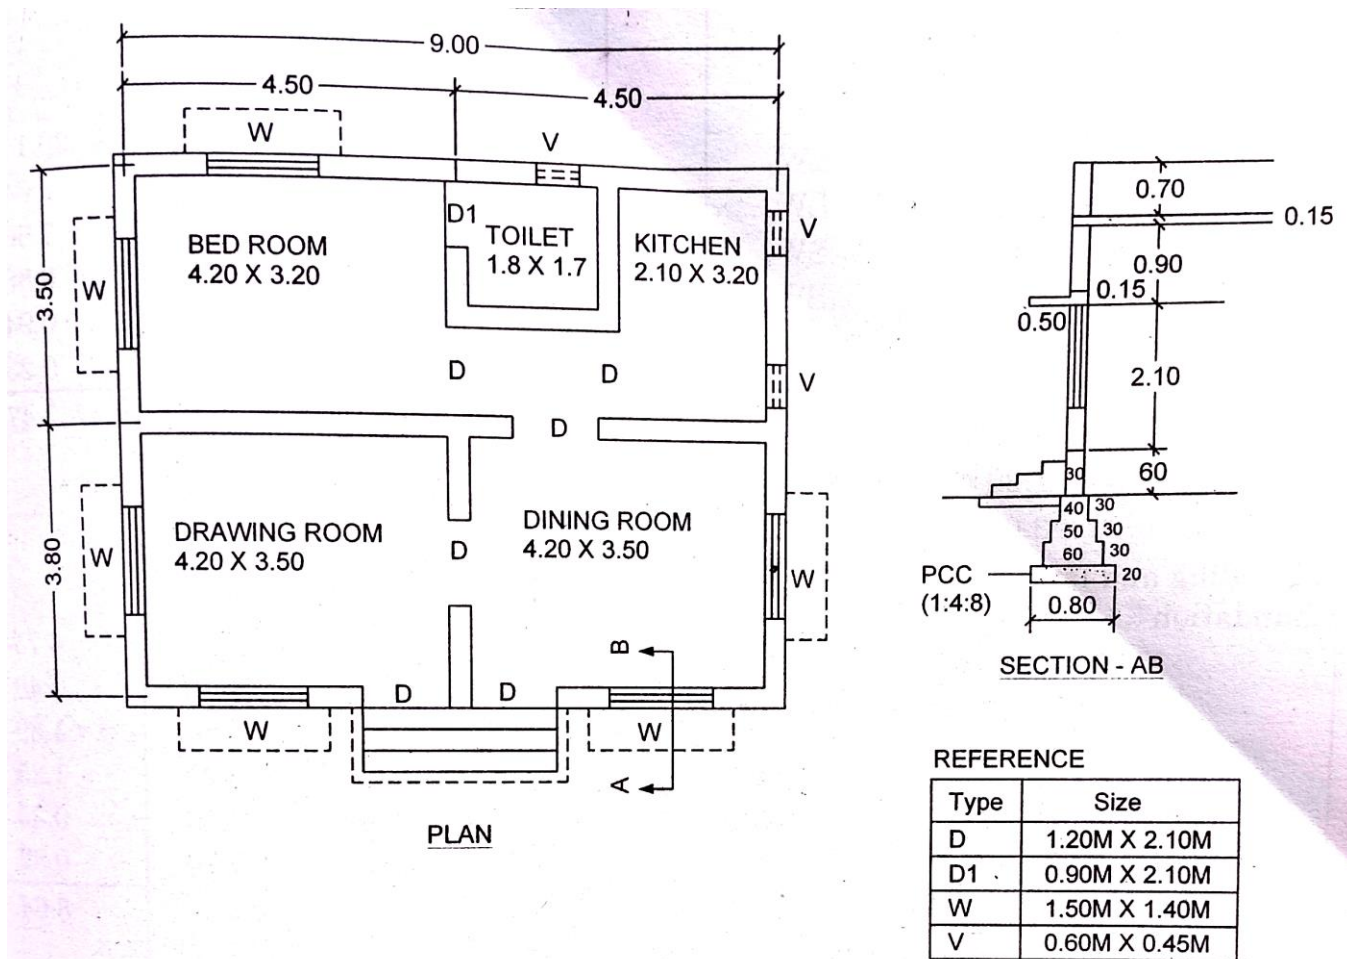 9.00
4.50
4.50
W
V
D1
TOILET
1.8 X 1.7
BED ROOM
4.20 X 3.20
KITCHEN
2.10 X 3.20
V
W
3.50
D
D
V
D
DRAWING ROOM
4.20 X 3.50
DINING ROOM
4.20 X 3.50
D
W
W
3.80
B
D
D
W
W
A
PLAN
0.70
0.15
0.90
0.15
0.50
2.10
60
30
40
30
50
30
60
30
20
PCC
(1:4:8)
0.80
SECTION - AB
REFERENCE
Type Size
D 1.20M X 2.10M
D1 0.90M X 2.10M
W 1.50M X 1.40M
V 0.60M X 0.45M